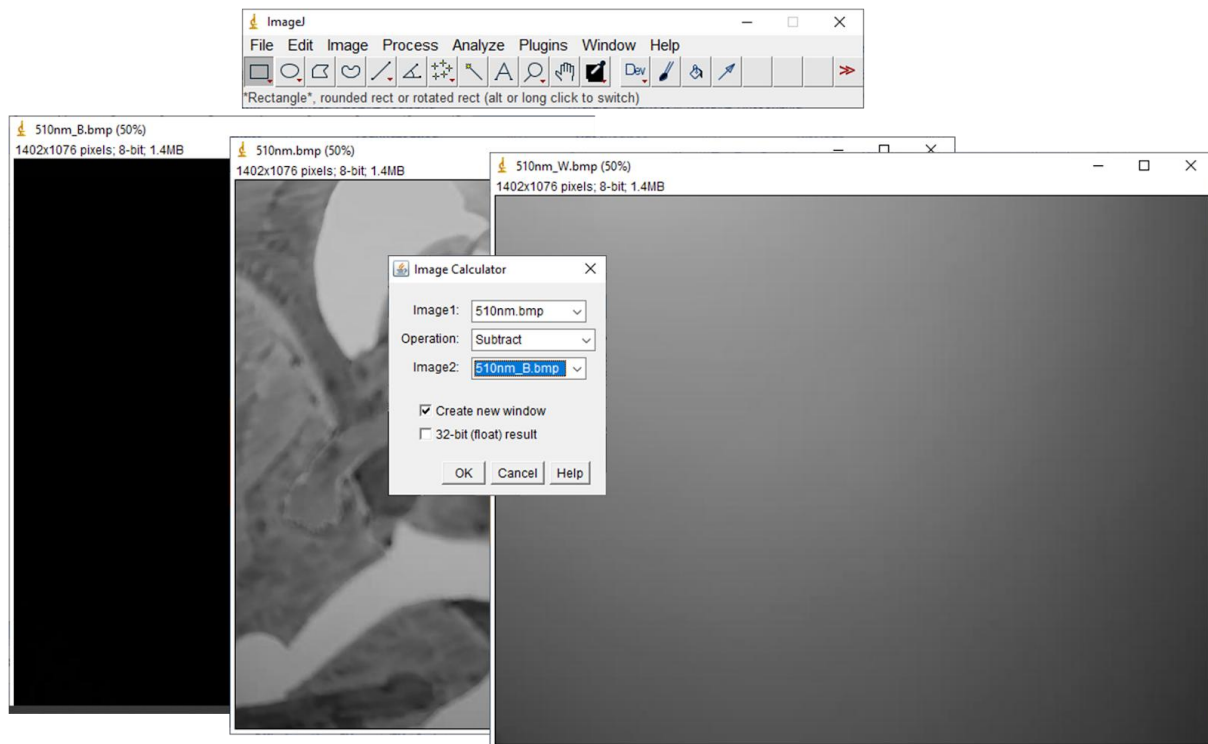 ImageJ
File Edit Image Process Analyze Plugins Window Help
Dev
*Rectangle*, rounded rect or rotated rect (alt or long click to switch)
510nm_B.bmp (50%)
1402x1076 pixels; 8-bit; 1.4MB
510nm.bmp (50%)
1402x1076 pixels; 8-bit; 1.4MB
510nm_W.bmp (50%)
1402x1076 pixels; 8-bit; 1.4MB
Image Calculator
Image1: 510nm.bmp
Operation: Subtract
Image2: 510nm_B.bmp
Create new window
32-bit (float) result
OK Cancel Help